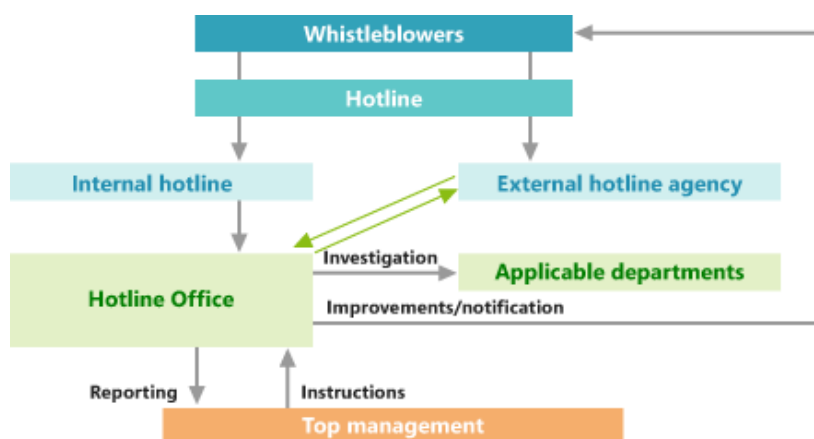 Whistleblowers
Hotline
Internal hotline
External hotline agency
Investigation
Applicable departments
Hotline Office
Improvements/notification
Reporting
Instructions
Top management